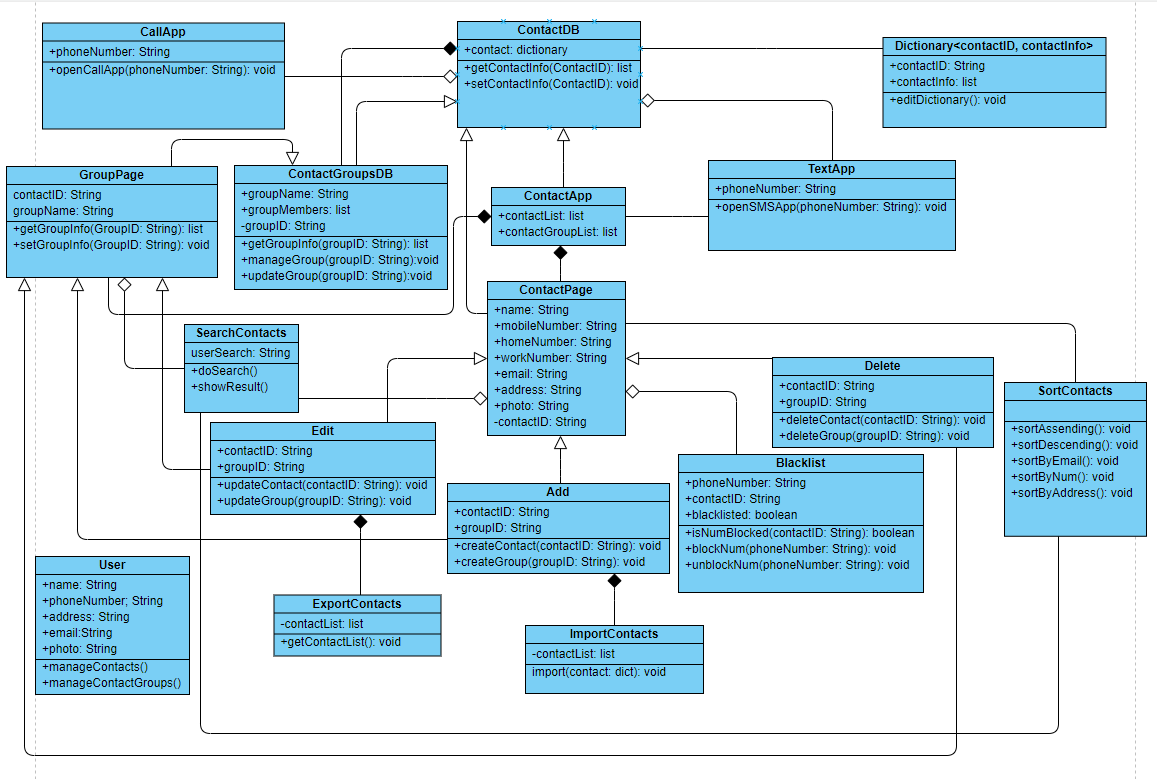 CallApp
+phoneNumber: String
+openCallApp(phoneNumber: String): void
ContactDB
+contact: dictionary
+getContactInfo(ContactID): list
+setContactInfo(ContactID): void
Dictionary<contactID, contactInfo>
+contactID: String
+contactInfo: list
+editDictionary(): void
GroupPage
contactID: String
groupName: String
+getGroupInfo(GroupID: String): list
+setGroupInfo(GroupID: String): void
ContactGroupsDB
+groupName: String
+groupMembers: list
-groupID: String
+getGroupInfo(groupID: String): list
+manageGroup(groupID: String):void
+updateGroup(groupID: String):void
ContactApp
+contactList: list
+contactGroupList: list
TextApp
+phoneNumber: String
+openSMSApp(phoneNumber: String): void
ContactPage
+name: String
+mobileNumber: String
+homeNumber: String
+workNumber: String
+email: String
+address: String
+photo: String
-contactID: String
SearchContacts
userSearch: String
+doSearch()
+showResult()
Delete
+contactID: String
+groupID: String
+deleteContact(contactID: String): void
+deleteGroup(groupID: String): void
SortContacts
+sortAssending(): void
+sortDescending(): void
+sortByEmail(): void
+sortByNum(): void
+sortByAddress(): void
Edit
+contactID: String
+groupID: String
+updateContact(contactID: String): void
+updateGroup(groupID: String): void
Blacklist
+phoneNumber: String
+contactID: String
+blacklisted: boolean
+isNumBlocked(contactID: String): boolean
+blockNum(phoneNumber: String): void
+unblockNum(phoneNumber: String): void
Add
+contactID: String
+groupID: String
+createContact(contactID: String): void
+createGroup(groupID: String): void
User
+name: String
+phoneNumber; String
+address: String
+email:String
+photo: String
+manageContacts()
+manageContactGroups()
ExportContacts
-contactList: list
+getContactList(): void
ImportContacts
-contactList: list
import(contact: dict): void